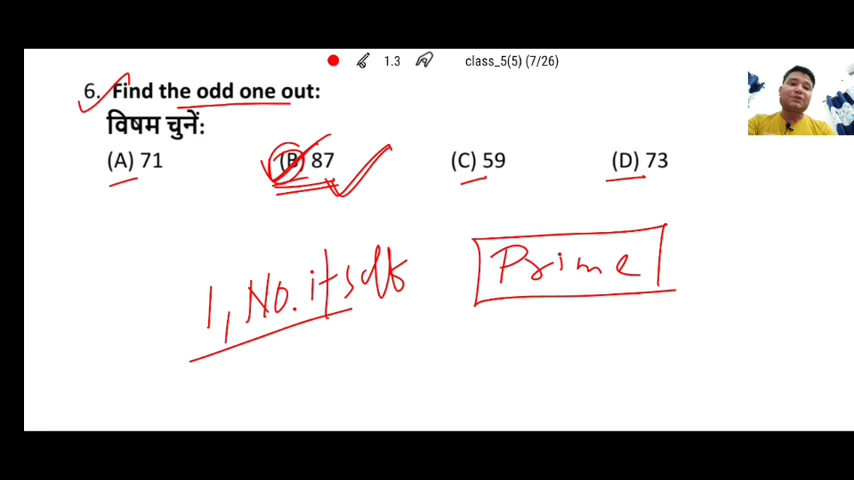 1.3 class_5(5) (7/26)
6. Find the odd one out:
विषम चुनें:
(A) 71 (B) 87 (C) 59 (D) 73
Prime
1, No. itself